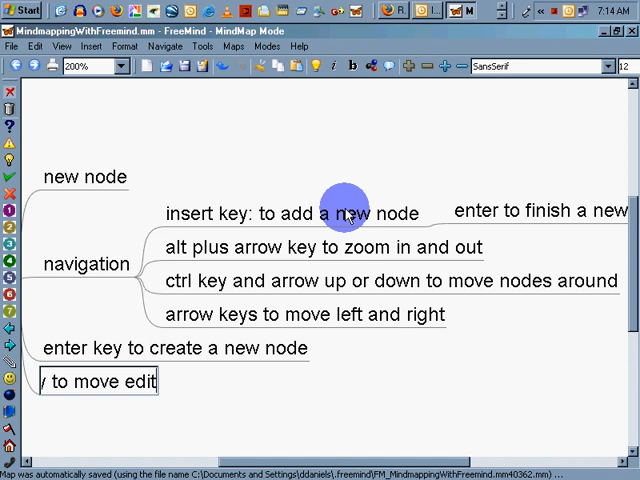 Start
R..
I...
M
7:14 AM
MindmappingWithFreemind.mm - FreeMind - MindMap Mode
File Edit View Insert Format Navigate Tools Maps Modes Help
200%
SansSerif
12
new node
insert key: to add a new node
enter to finish a new
alt plus arrow key to zoom in and out
navigation
ctrl key and arrow up or down to move nodes around
arrow keys to move left and right
enter key to create a new node
to move edit
Map was automatically saved (using the file name C:\Documents and Settings\ddaniels\.freemind\FM_MindmappingWithFreemind.mm40362.mm) ...